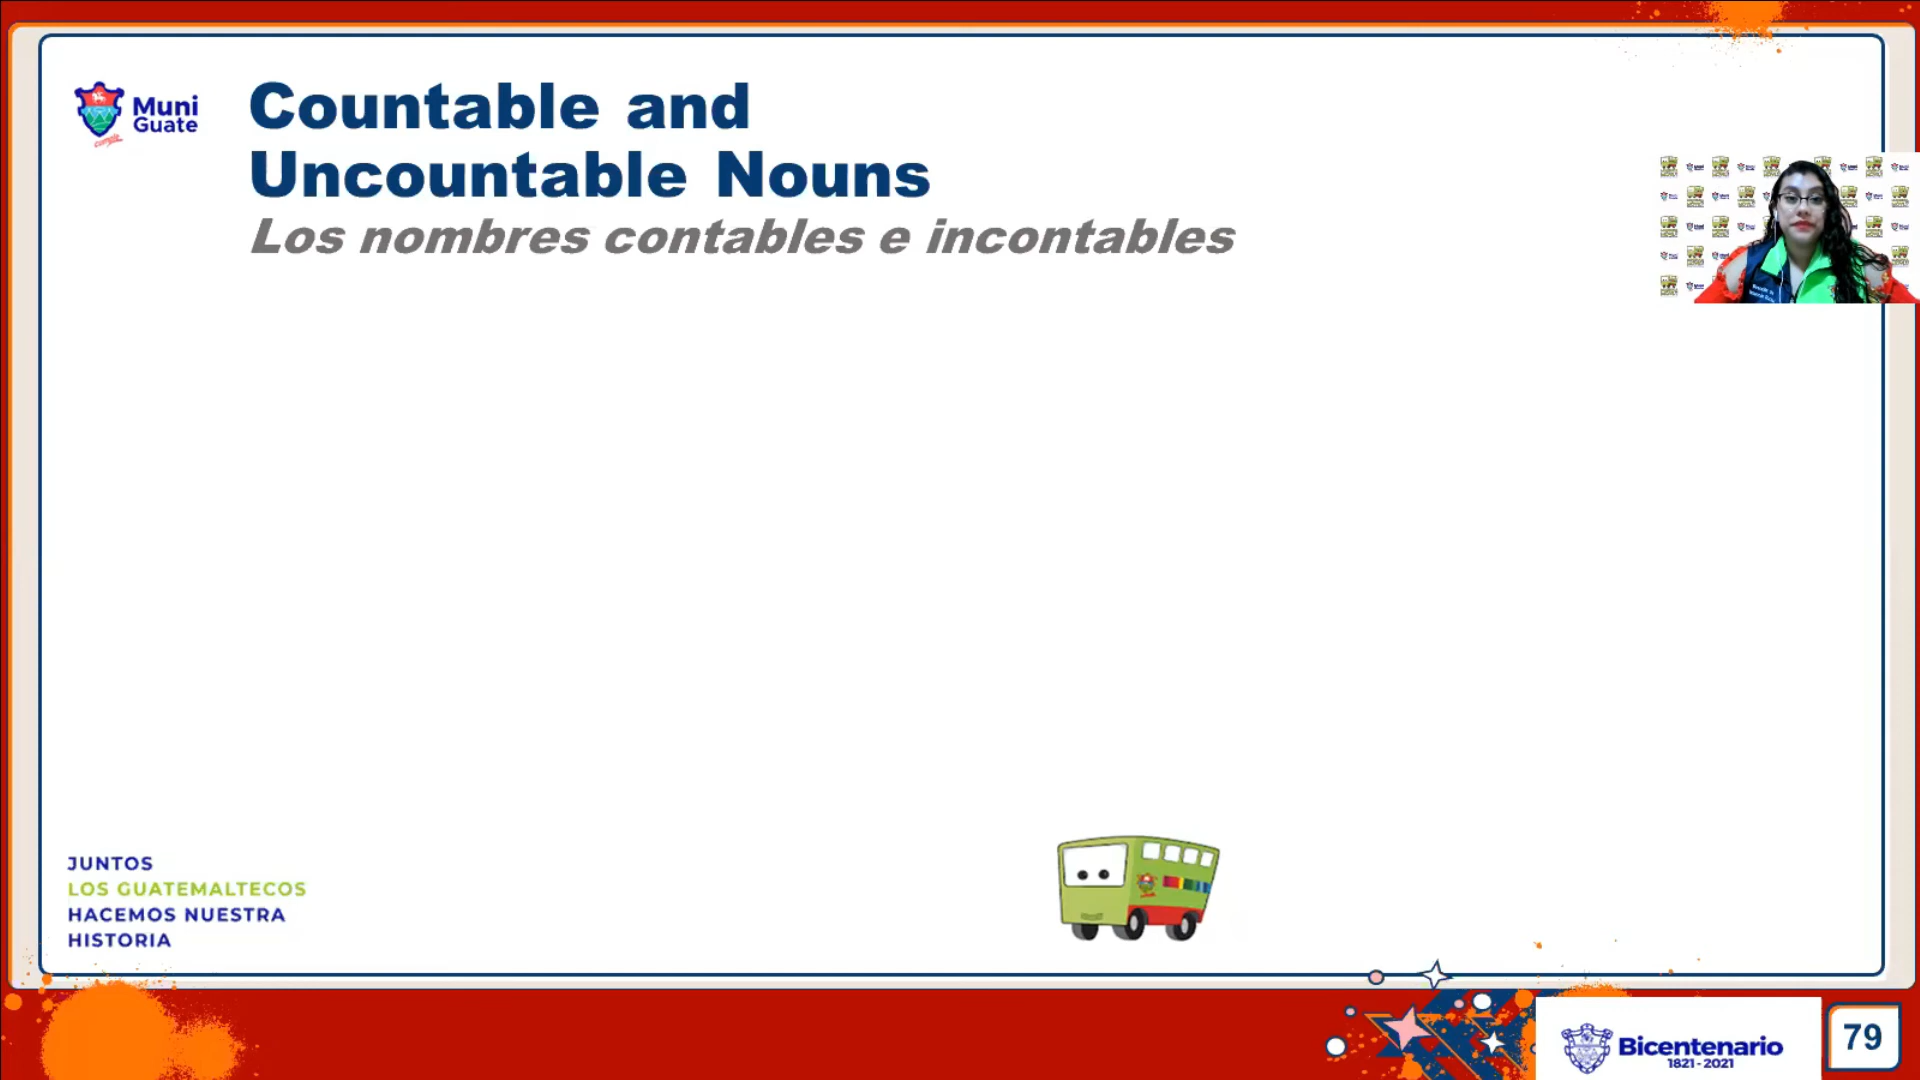 Muni
Guate
Countable and
Uncountable Nouns
Los nombres contables e incontables
JUNTOS
LOS GUATEMALTECOS
HACEMOS NUESTRA
HISTORIA
Bicentenario
1821 - 2021
79